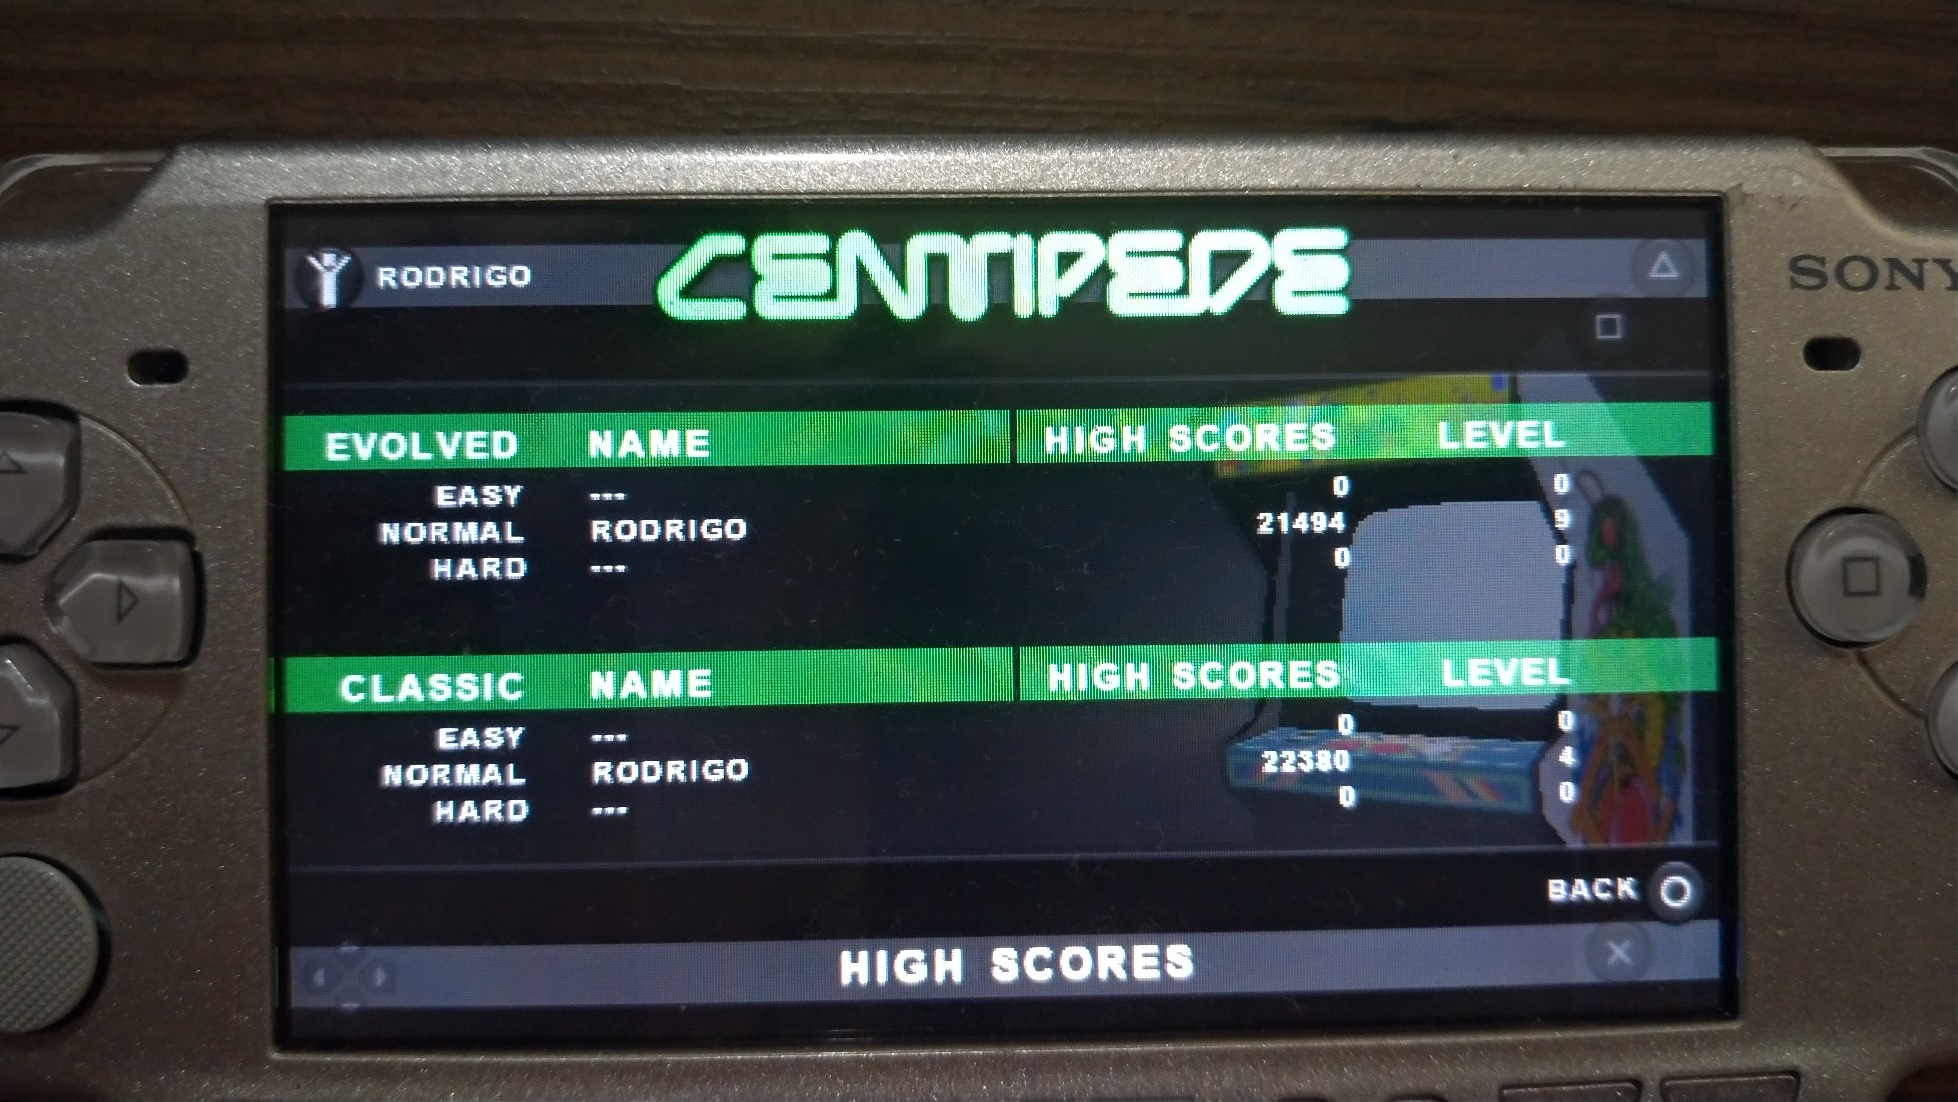 RODRIGO
CENTIPEDE
SONY
EVOLVED NAME HIGH SCORES LEVEL
EASY --- 0 0
NORMAL RODRIGO 21494 9
HARD --- 0 0
CLASSIC NAME HIGH SCORES LEVEL
EASY --- 0 0
NORMAL RODRIGO 22380 4
HARD --- 0 0
BACK
HIGH SCORES